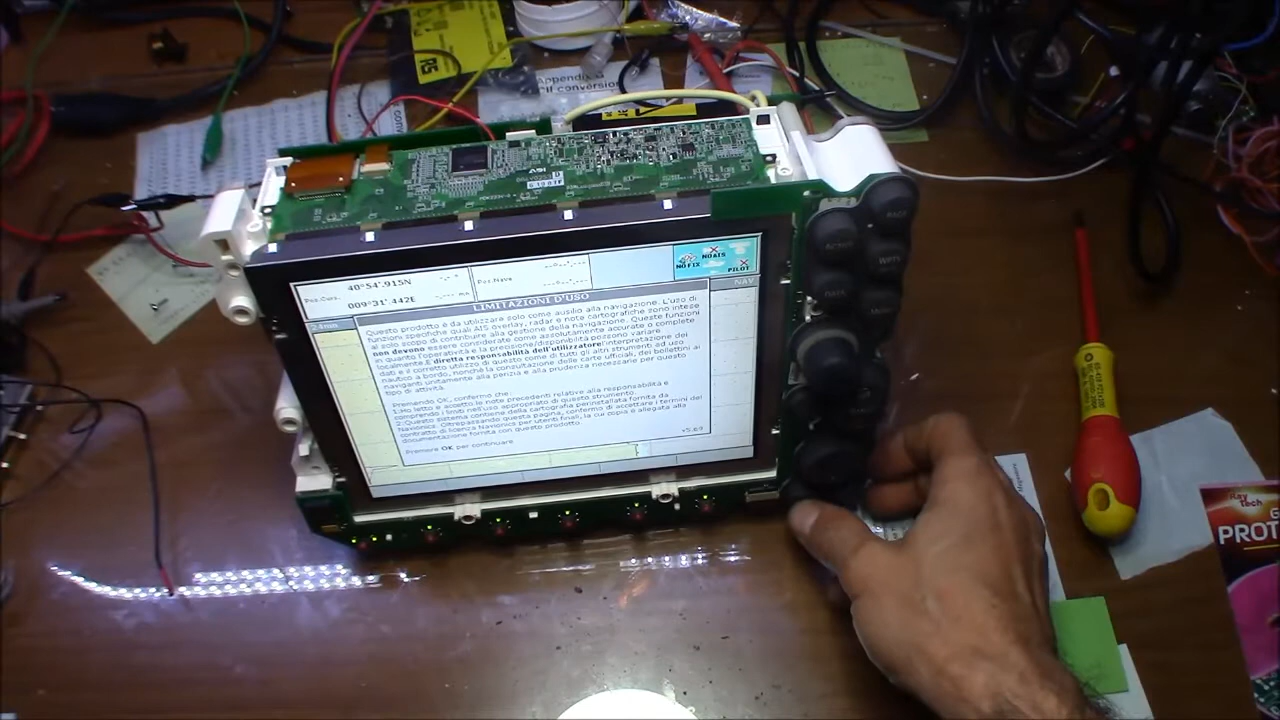 RS
Appendix
CII conversion
40°54.915N
Pos.Curs.
009°31.442E
Pos.Nave
NO FIX
NO AIS
PILOT
NAV
24nm
LIMITAZIONI D'USO
Questo prodotto è da utilizzare solo come ausilio alla navigazione. L'uso di
funzioni specifiche quali AIS overlay, radar e note cartografiche sono intese
al solo scopo di contribuire alla gestione della navigazione. Queste funzioni
non devono essere considerate come assolutamente accurate o complete
in quanto l'operatività e la precisione/disponibilità possono variare
localmente.È diretta responsabilità dell'utilizzatore l'interpretazione dei
dati e il corretto utilizzo di questo come di tutti gli altri strumenti ad uso
nautico a bordo, nonchè la consultazione delle carte ufficiali, dei bollettini ai
naviganti unitamente alla perizia e alla prudenza necessarie per questo
tipo di attività.
Premendo OK, confermo che:
1:Ho letto e accetto le note precedenti relative alla responsabilità e
comprendo i limiti nell'uso appropriato di questo strumento.
2:Questo sistema contiene della cartografia preinstallata fornita da
Navionics. Oltrepassando questa pagina, confermo di accettare i termini del
contratto di licenza Navionics per utenti finali, la cui copia è allegata alla
documentazione fornita con questo prodotto.
Premere OK per continuare
v5.69
PAGE
WPTS
DATA
Ray
tech
PROT